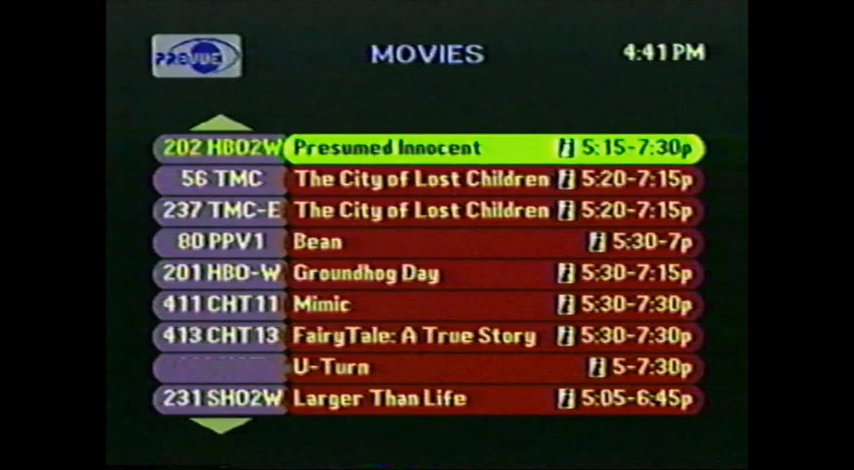 PREVUE MOVIES 4:41 PM
202 HBO2W Presumed Innocent i 5:15-7:30p
56 TMC The City of Lost Children i 5:20-7:15p
237 TMC-E The City of Lost Children i 5:20-7:15p
80 PPV1 Bean i 5:30-7p
201 HBO-W Groundhog Day i 5:30-7:15p
411 CHT11 Mimic i 5:30-7:30p
413 CHT13 FairyTale: A True Story i 5:30-7:30p
U-Turn i 5-7:30p
231 SHO2W Larger Than Life i 5:05-6:45p